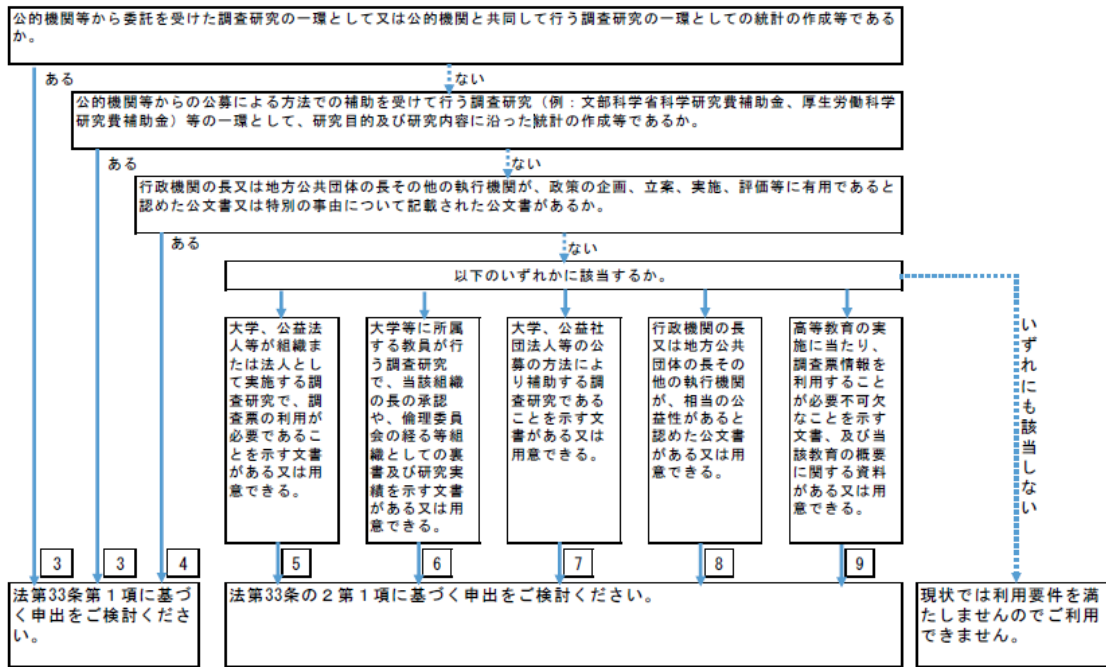 公的機関等から委託を受けた調査研究の一環として又は公的機関と共同して行う調査研究の一環としての統計の作成等である
か。
ある
ない
公的機関等からの公募による方法での補助を受けて行う調査研究（例：文部科学省科学研究費補助金、厚生労働科学
研究費補助金）等の一環として、研究目的及び研究内容に沿った統計の作成等であるか。
ある
ない
行政機関の長又は地方公共団体の長その他の執行機関が、政策の企画、立案、実施、評価等に有用であると
認めた公文書又は特別の事由について記載された公文書があるか。
ある
ない
以下のいずれかに該当するか。
大学、公益法
人等が組織ま
たは法人とし
て実施する調
査研究で、調
査票の利用が
必要であるこ
とを示す文書
がある又は用
意できる。
大学等に所属
する教員が行
う調査研究
で、当該組織
の長の承認
や、倫理委員
会の経る等組
織としての裏
書及び研究実
績を示す文書
がある又は用
意できる。
大学、公益社
団法人等の公
募の方法によ
り補助する調
査研究である
ことを示す文
書がある又は
用意できる。
行政機関の長
又は地方公共
団体の長その
他の執行機関
が、相当の公
益性があると
認めた公文書
がある又は用
意できる。
高等教育の実
施に当たり、
調査票情報を
利用すること
が必要不可欠
なことを示す
文書、及び当
該教育の概要
に関する資料
がある又は用
意できる。
いずれにも該当しない
3
3
4
5
6
7
8
9
法第33条第１項に基づ
く申出をご検討くださ
い。
法第33条の２第１項に基づく申出をご検討ください。
現状では利用要件を満
たしませんのでご利用
できません。